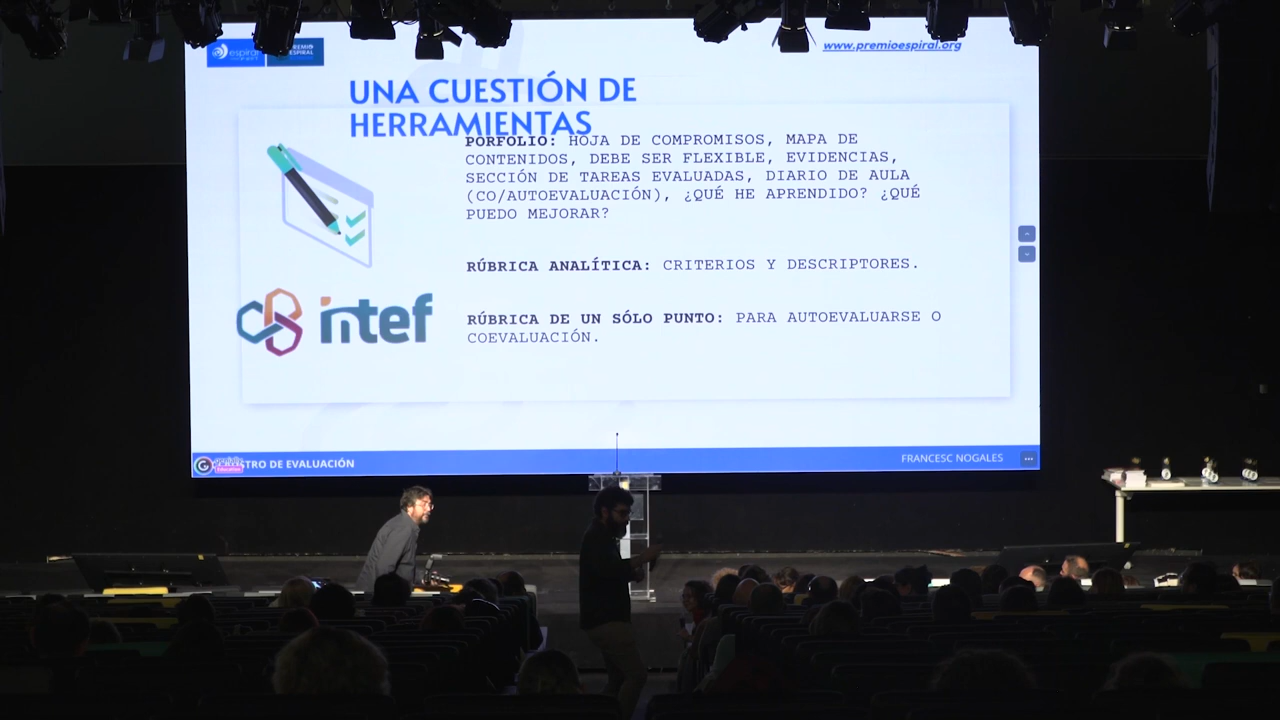 espiral
PREMIO
ESPIRAL
www.premioespiral.org
UNA CUESTIÓN DE
HERRAMIENTAS
PORFOLIO: HOJA DE COMPROMISOS, MAPA DE
CONTENIDOS, DEBE SER FLEXIBLE, EVIDENCIAS,
SECCIÓN DE TAREAS EVALUADAS, DIARIO DE AULA
(CO/AUTOEVALUACIÓN), ¿QUÉ HE APRENDIDO? ¿QUÉ
PUEDO MEJORAR?
RÚBRICA ANALÍTICA: CRITERIOS Y DESCRIPTORES.
intef
RÚBRICA DE UN SÓLO PUNTO: PARA AUTOEVALUARSE O
COEVALUACIÓN.
DE EVALUACIÓN
FRANCESC NOGALES